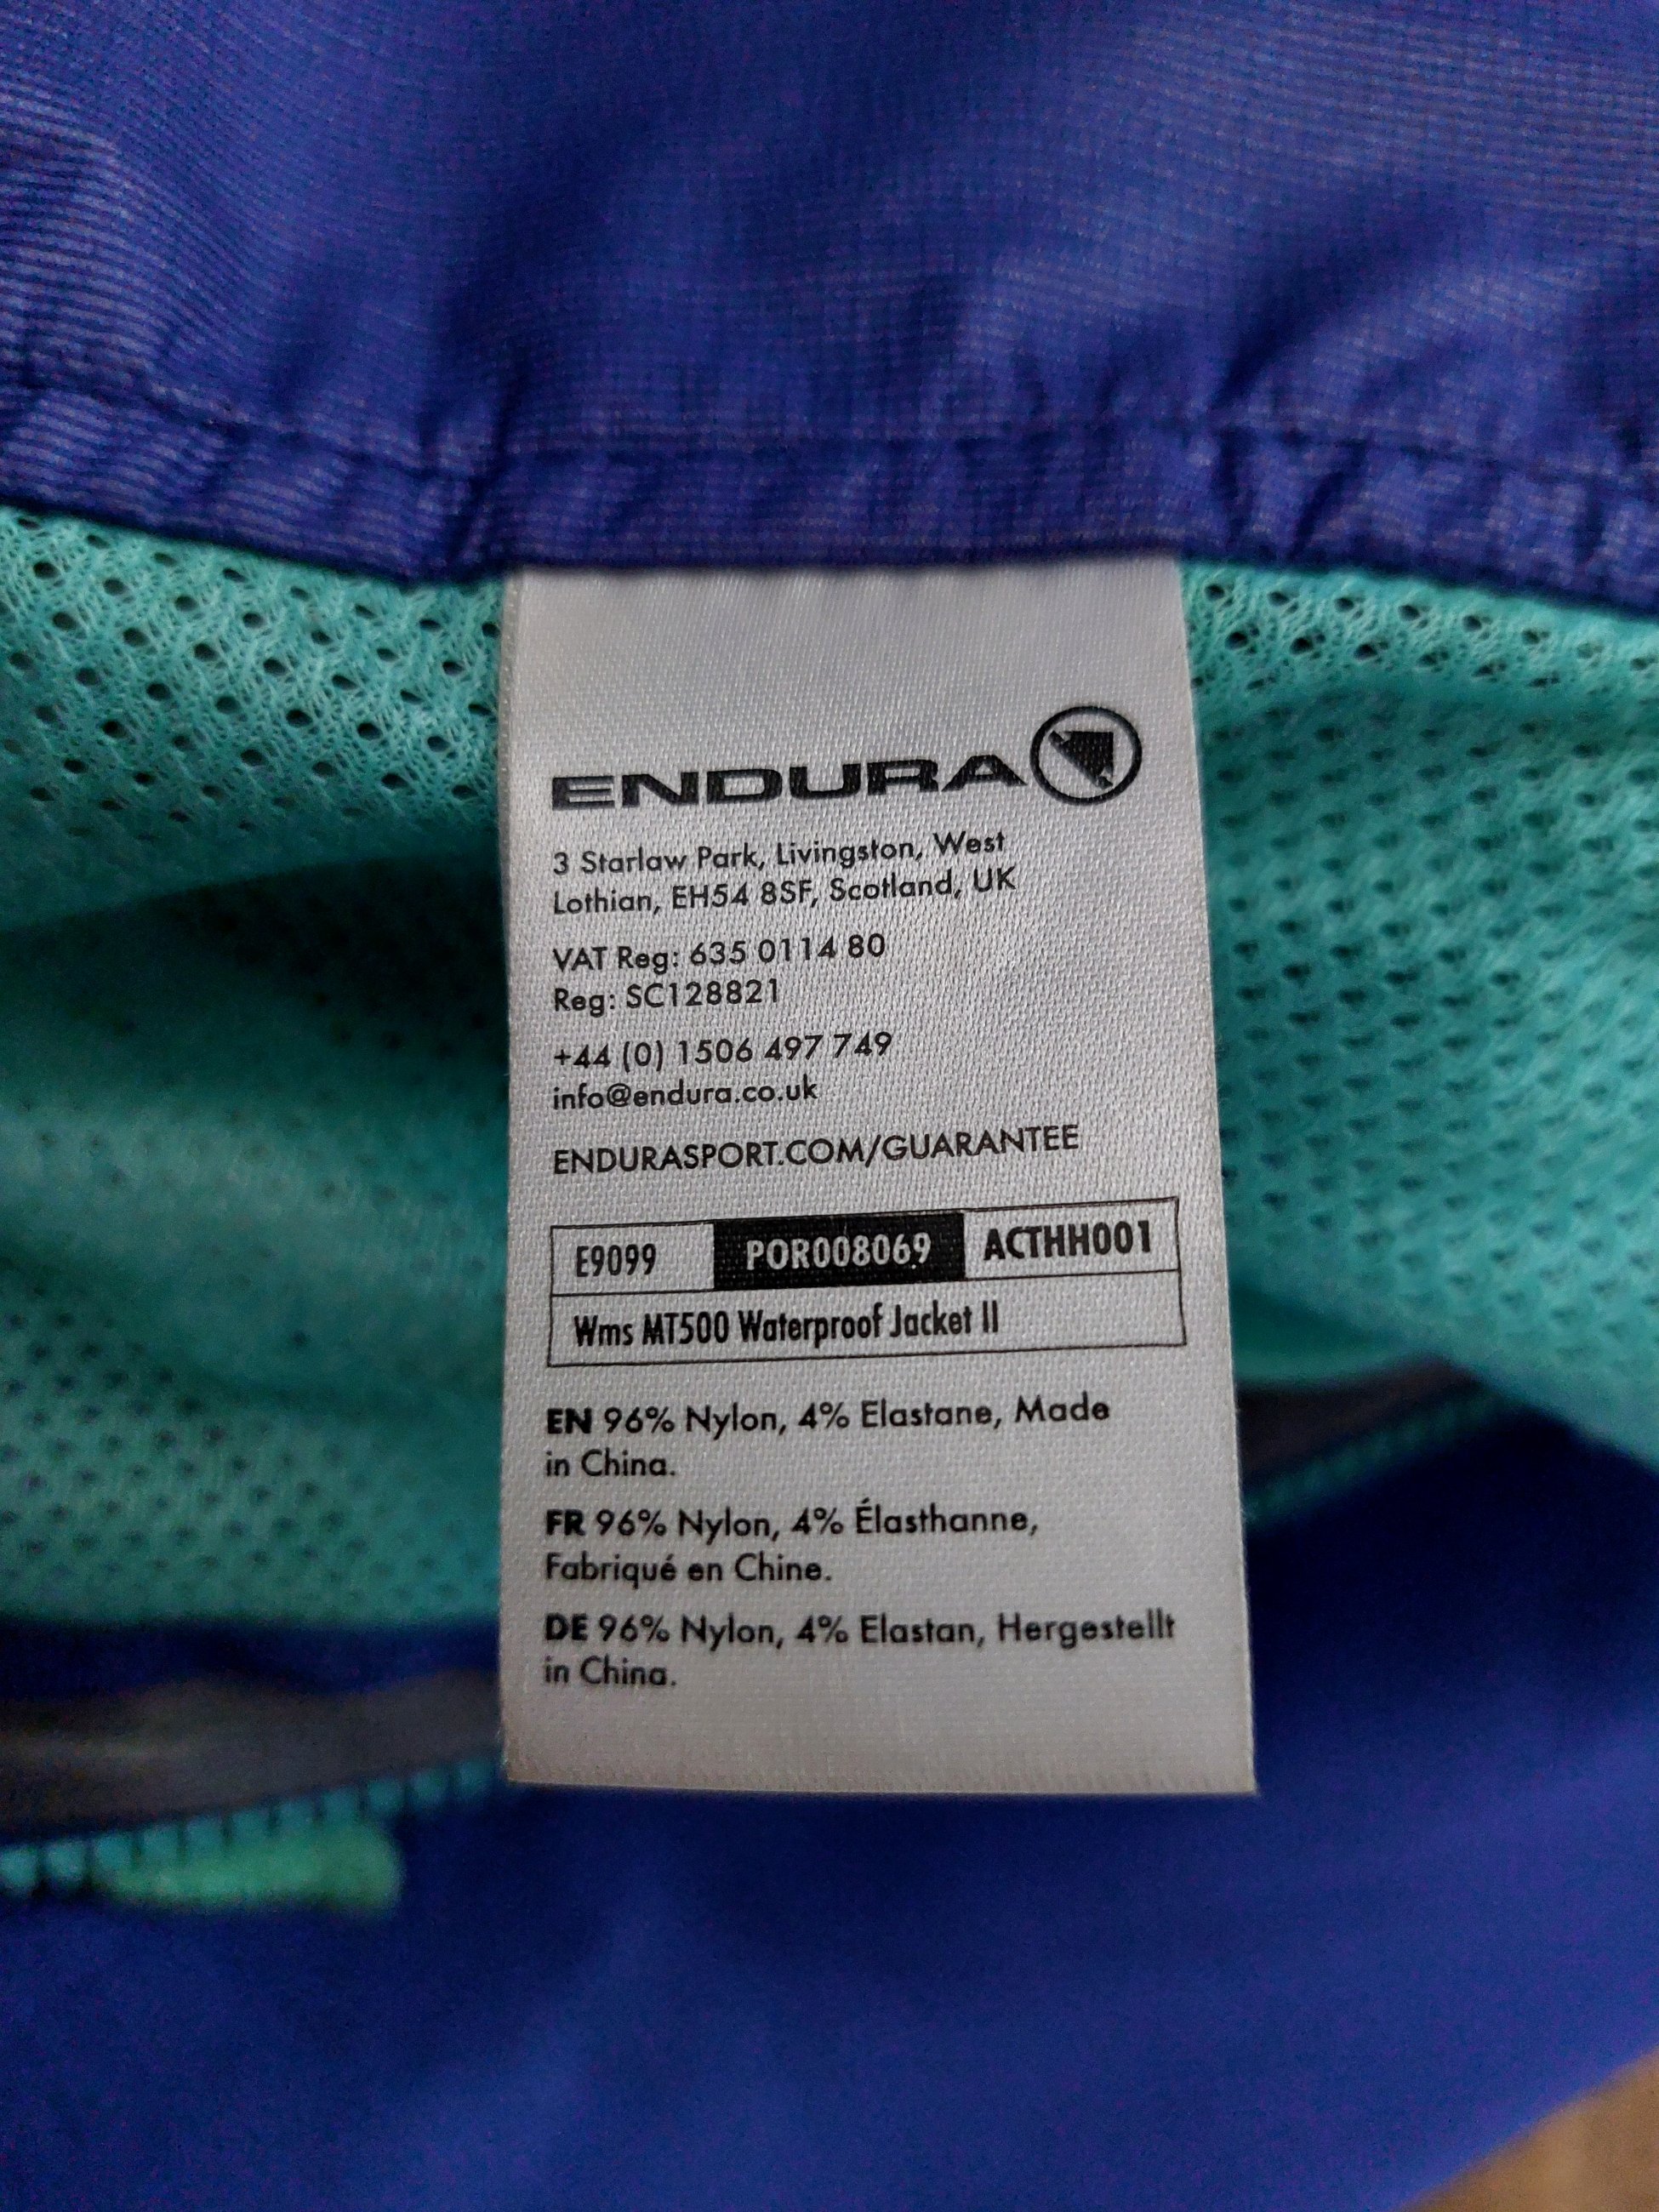 ENDURA
3 Starlaw Park, Livingston, West
Lothian, EH54 8SF, Scotland, UK
VAT Reg: 635 0114 80
Reg: SC128821
+44 (0) 1506 497 749
info@endura.co.uk
ENDURASPORT.COM/GUARANTEE
E9099 POR008069 ACTHH001
Wms MT500 Waterproof Jacket II
EN 96% Nylon, 4% Elastane, Made
in China.
FR 96% Nylon, 4% Élasthanne,
Fabriqué en Chine.
DE 96% Nylon, 4% Elastan, Hergestellt
in China.